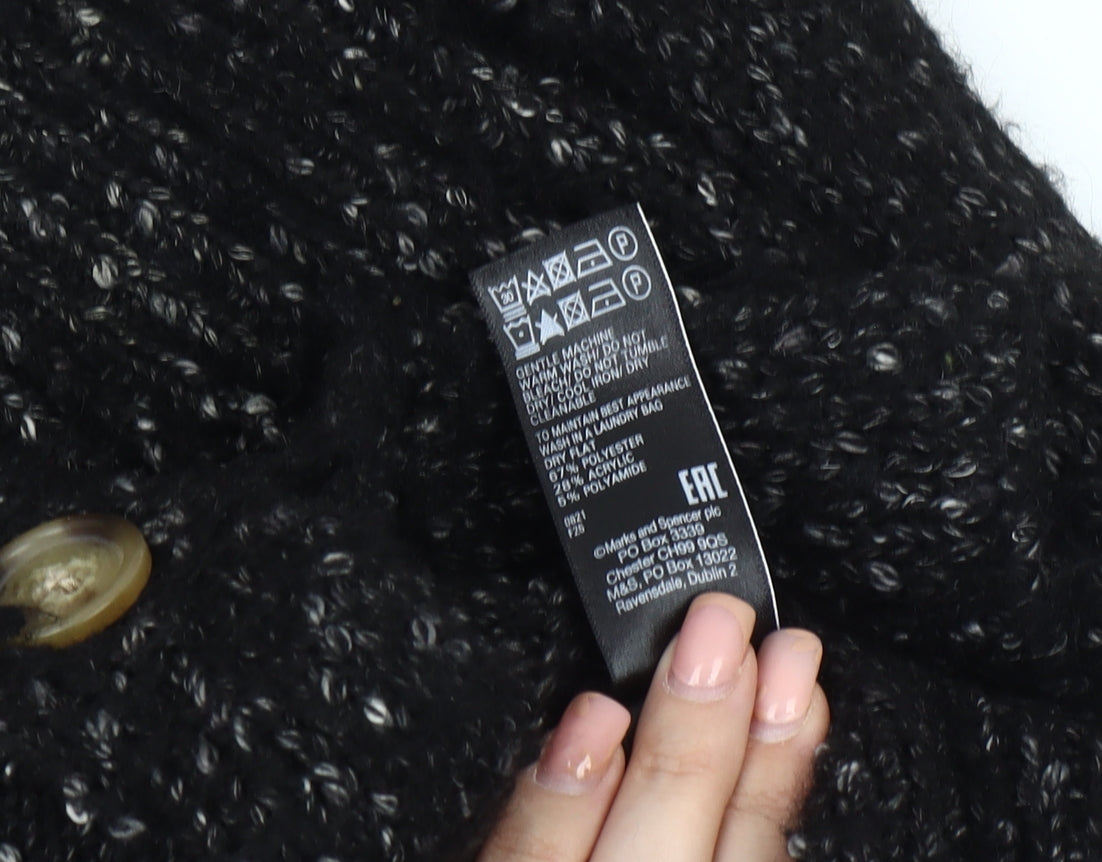 30 P
P
GENTLE MACHINE
WARM WASH/ DO NOT
BLEACH/ DO NOT TUMBLE
DRY/ COOL IRON/ DRY
CLEANABLE
TO MAINTAIN BEST APPEARANCE
WASH IN A LAUNDRY BAG
DRY FLAT
67% POLYESTER
28% ACRYLIC
5% POLYAMIDE
EAC
0821
F25
©Marks and Spencer plc
PO Box 3339
Chester CH99 9QS
M&S, PO Box 13022
Ravensdale, Dublin 2